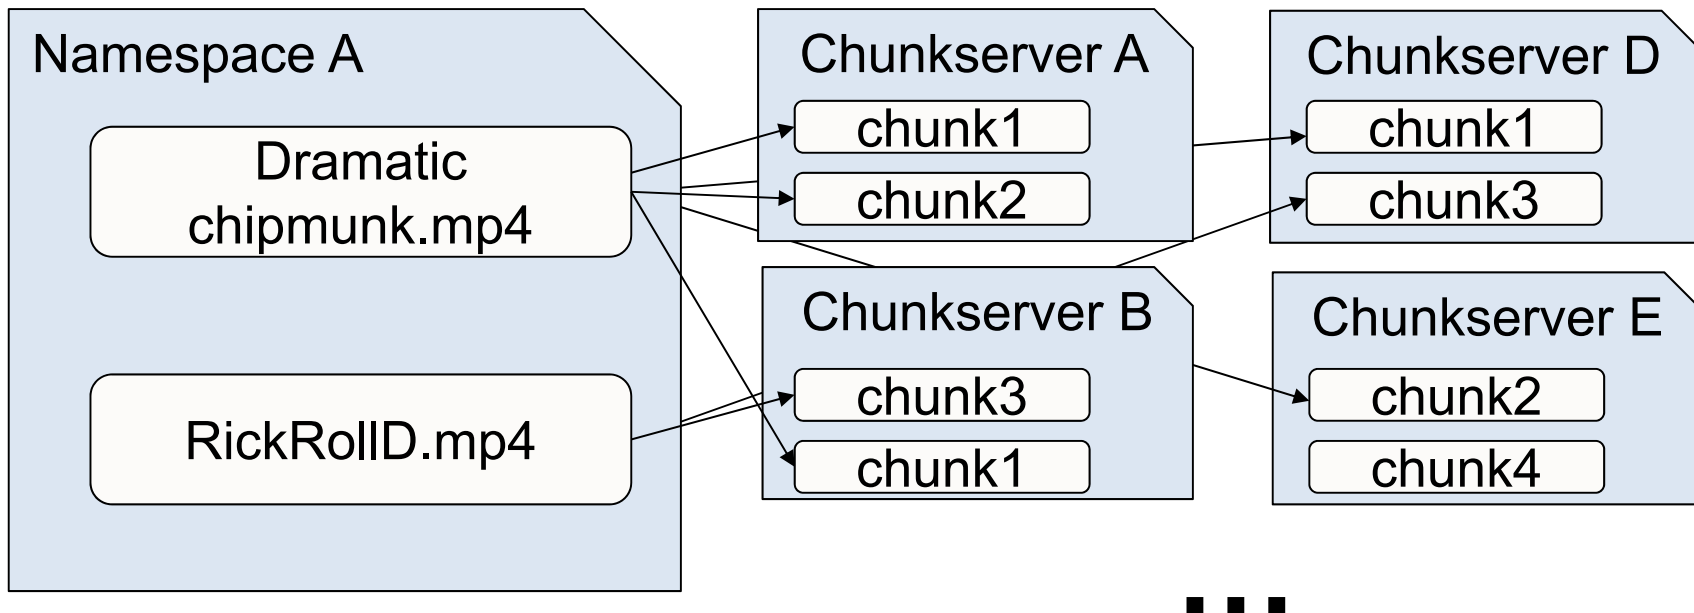 Namespace A
Dramatic
chipmunk.mp4
RickRollD.mp4
Chunkserver A
chunk1
chunk2
Chunkserver B
chunk3
chunk1
Chunkserver D
chunk1
chunk3
Chunkserver E
chunk2
chunk4
...